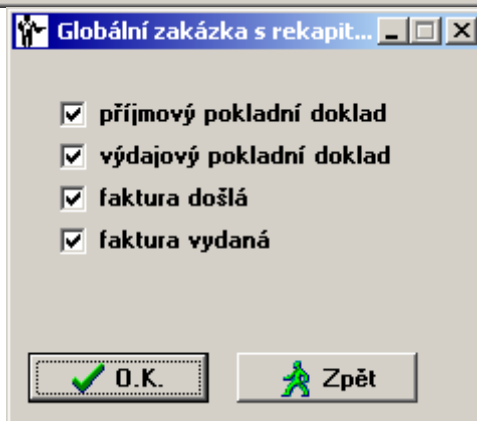 Globální zakázka s rekapit...
příjmový pokladní doklad
výdajový pokladní doklad
faktura došlá
faktura vydaná
O.K.
Zpět